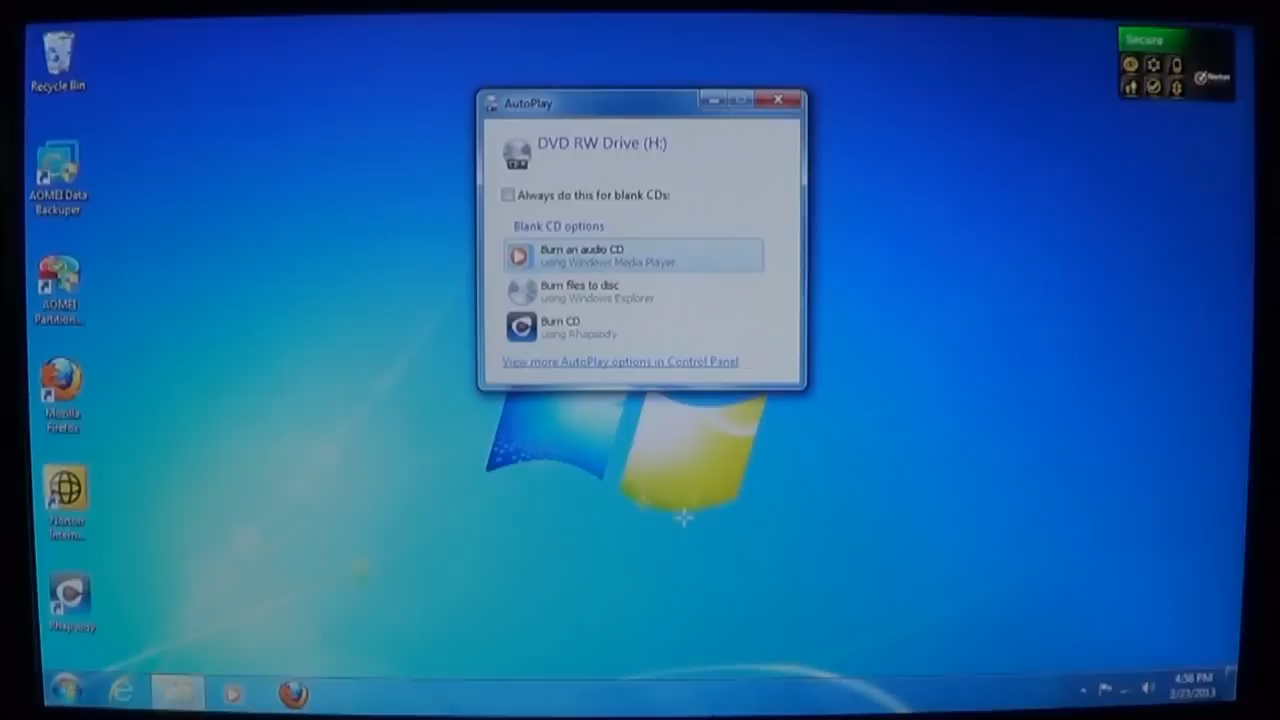 Recycle Bin
AOMEI Data
Backuper
AOMEI
Partition...
Mozilla
Firefox
Norton
Intern...
Rhapsody
AutoPlay
DVD RW Drive (H:)
Always do this for blank CDs:
Blank CD options
Burn an audio CD
using Windows Media Player
Burn files to disc
using Windows Explorer
Burn CD
using Rhapsody
View more AutoPlay options in Control Panel
Secure
Norton
4:58 PM
2/23/2013